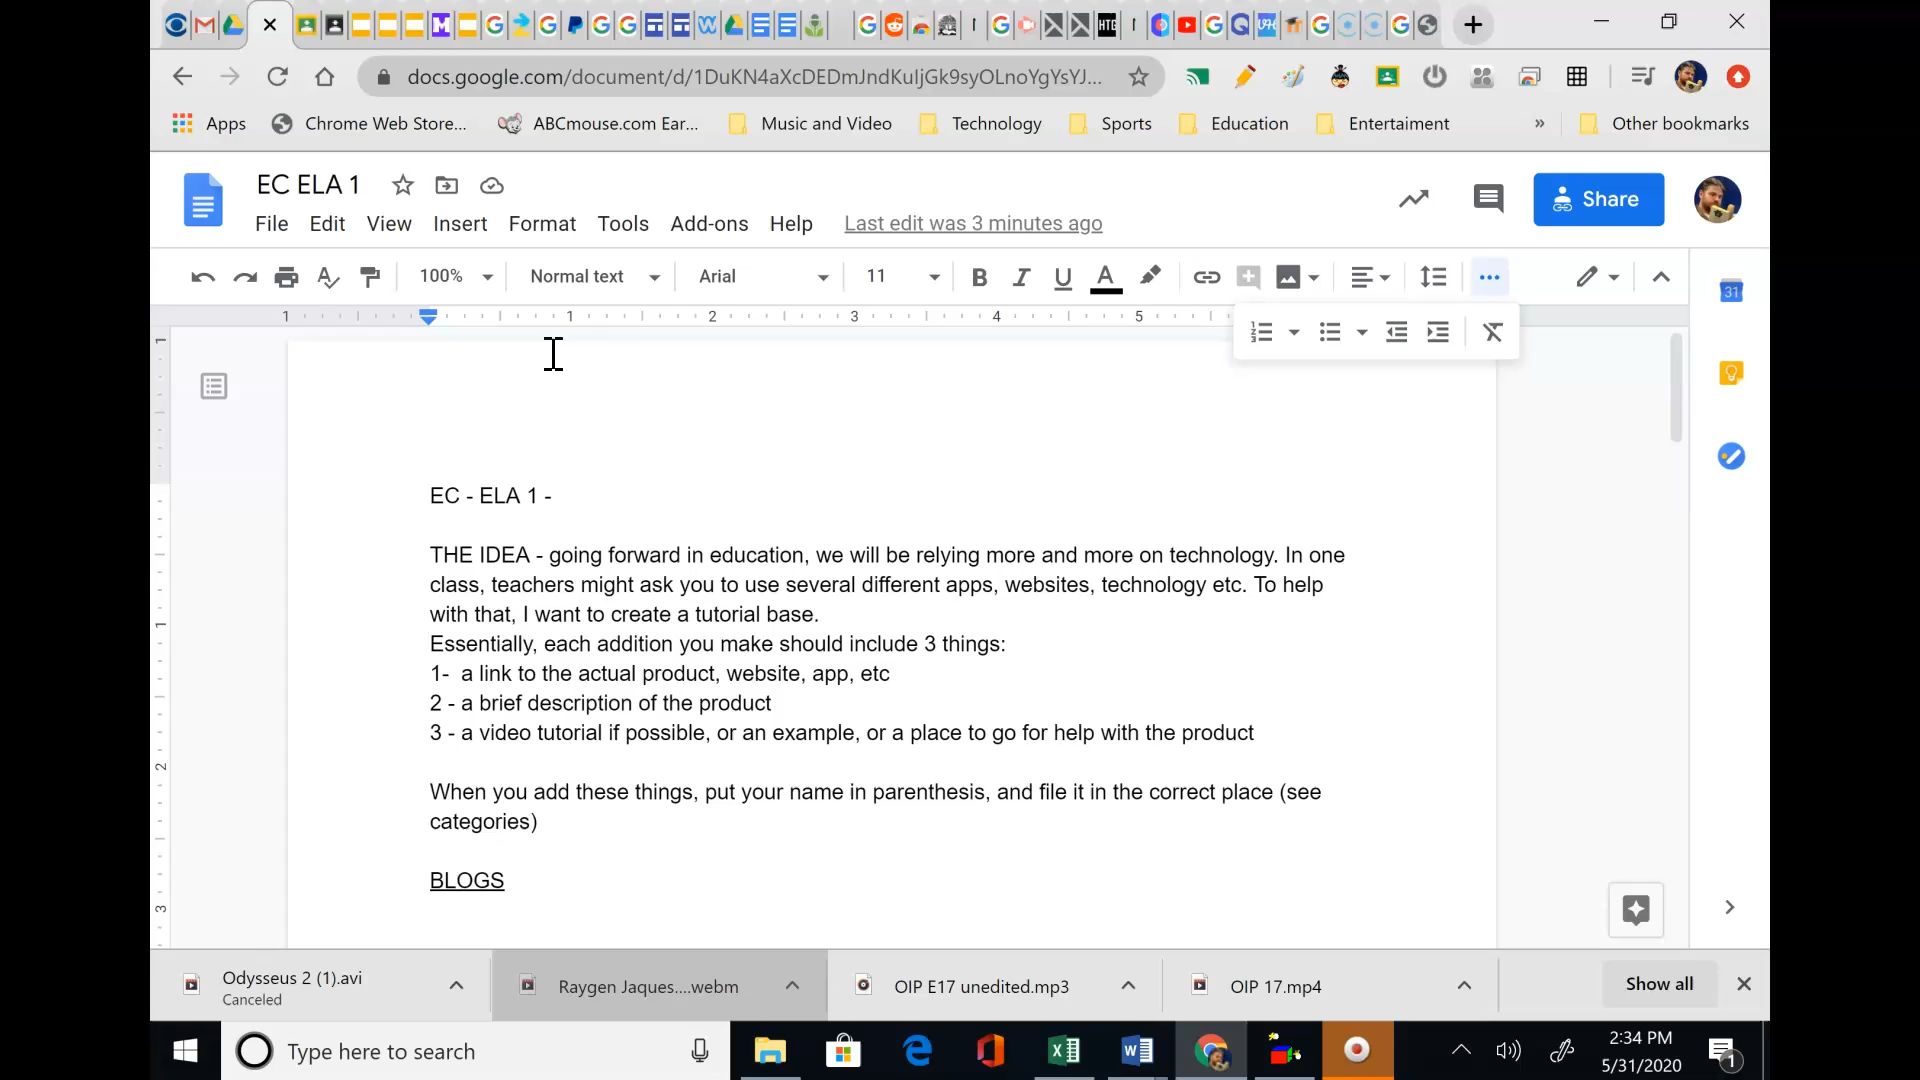 docs.google.com/document/d/1DuKN4aXcDEDmJndKuIjGk9syOLnoYgYsYJ...
Apps
Chrome Web Store...
ABCmouse.com Ear...
Music and Video
Technology
Sports
Education
Entertaiment
»
Other bookmarks
EC ELA 1
Share
File Edit View Insert Format Tools Add-ons Help Last edit was 3 minutes ago
100% Normal text Arial 11 B I U A
1 1 2 3 4 5
EC - ELA 1 -
THE IDEA - going forward in education, we will be relying more and more on technology. In one
class, teachers might ask you to use several different apps, websites, technology etc. To help
with that, I want to create a tutorial base.
Essentially, each addition you make should include 3 things:
1-  a link to the actual product, website, app, etc
2 - a brief description of the product
3 - a video tutorial if possible, or an example, or a place to go for help with the product
When you add these things, put your name in parenthesis, and file it in the correct place (see
categories)
BLOGS
Odysseus 2 (1).avi
Canceled
Raygen Jaques....webm
OIP E17 unedited.mp3
OIP 17.mp4
Show all
Type here to search
2:34 PM
5/31/2020